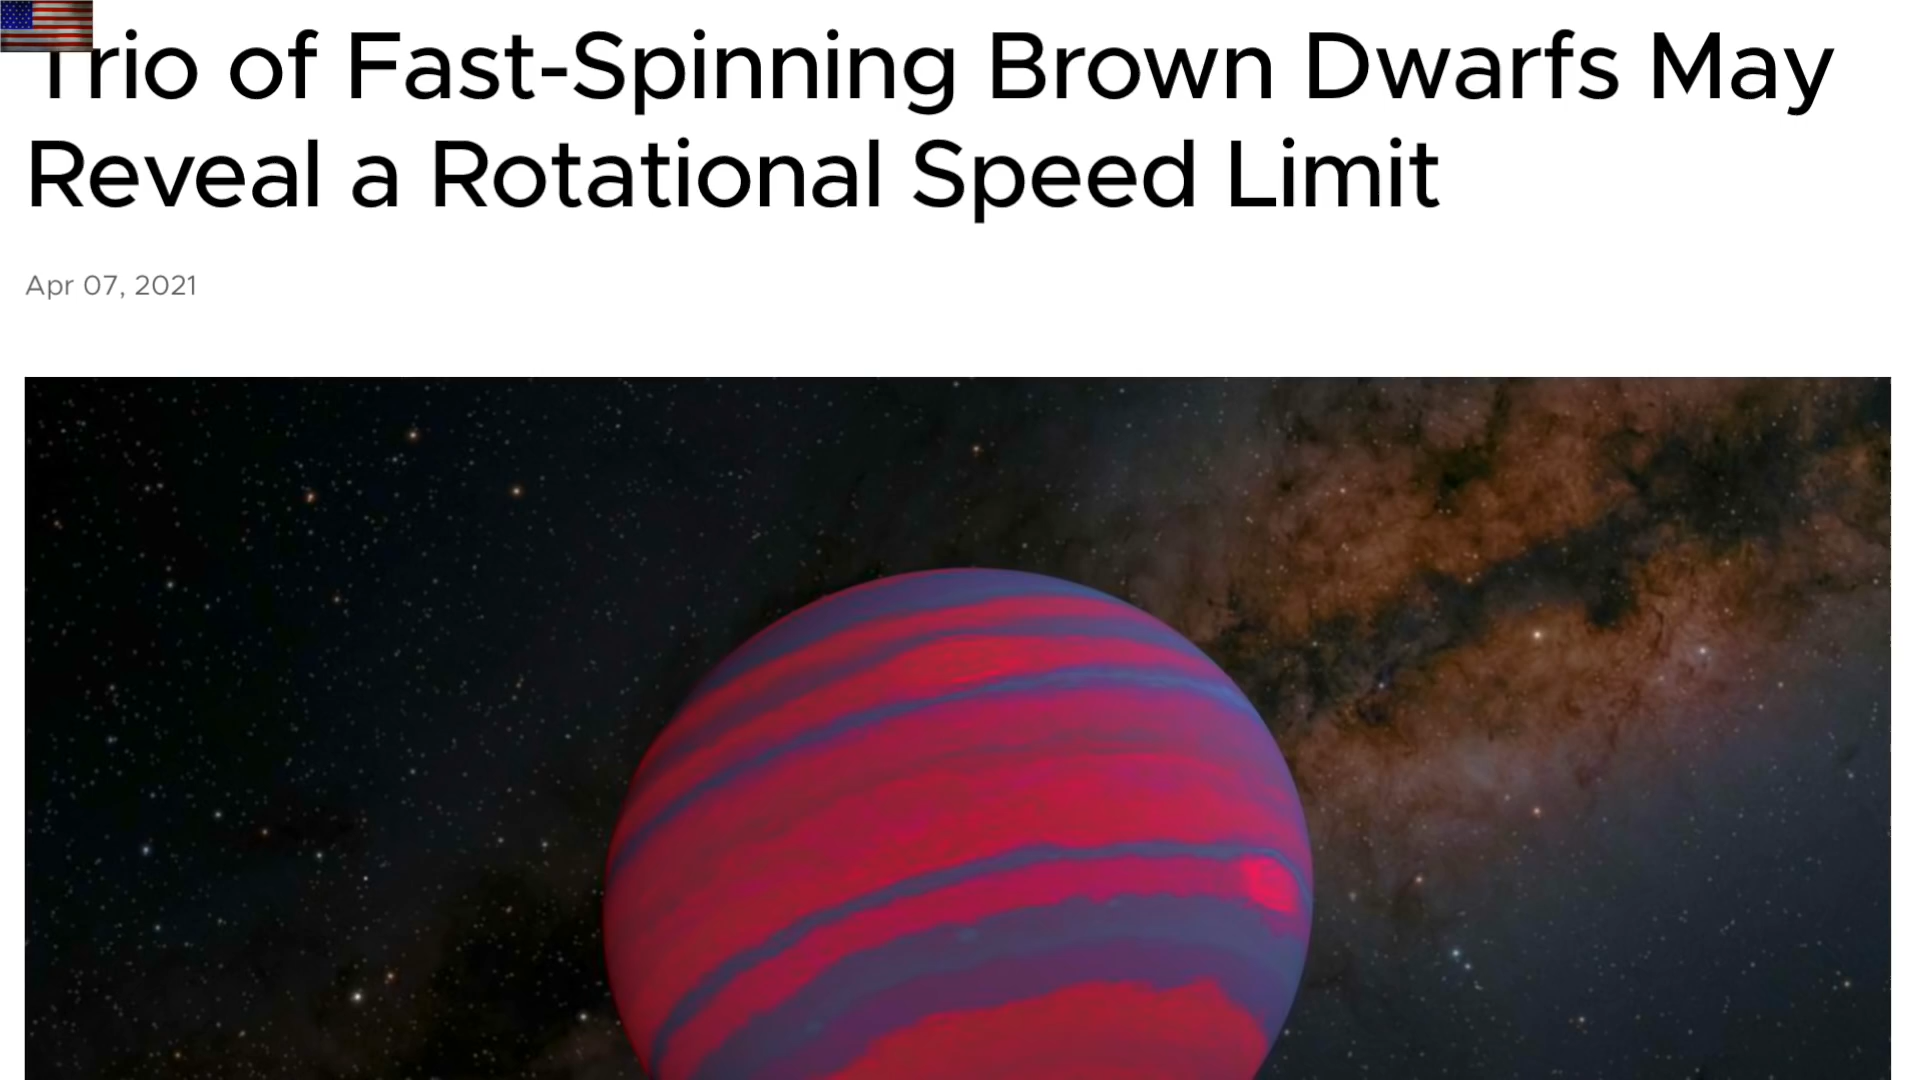 Trio of Fast-Spinning Brown Dwarfs May
Reveal a Rotational Speed Limit
Apr 07, 2021